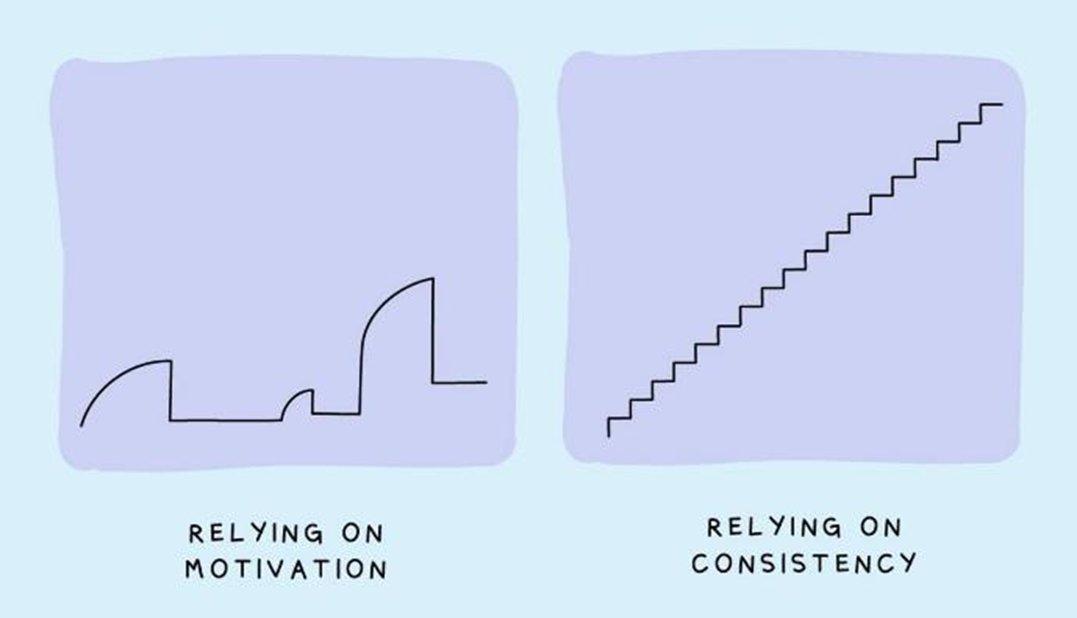 RELYING ON
MOTIVATION
RELYING ON
CONSISTENCY